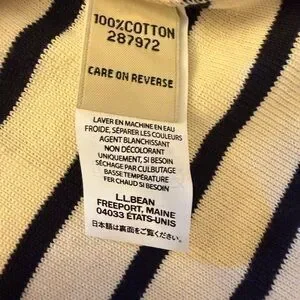 100%COTTON
287972
CARE ON REVERSE
LAVER EN MACHINE EN EAU
FROIDE, SÉPARER LES COULEURS
AGENT BLANCHISSANT
NON DÉCOLORANT
UNIQUEMENT, SI BESOIN
SÉCHAGE PAR CULBUTAGE
BASSE TEMPÉRATURE
FER CHAUD SI BESOIN
L.L.BEAN
FREEPORT, MAINE
04033 ÉTATS-UNIS
日本語は裏面をご覧ください。